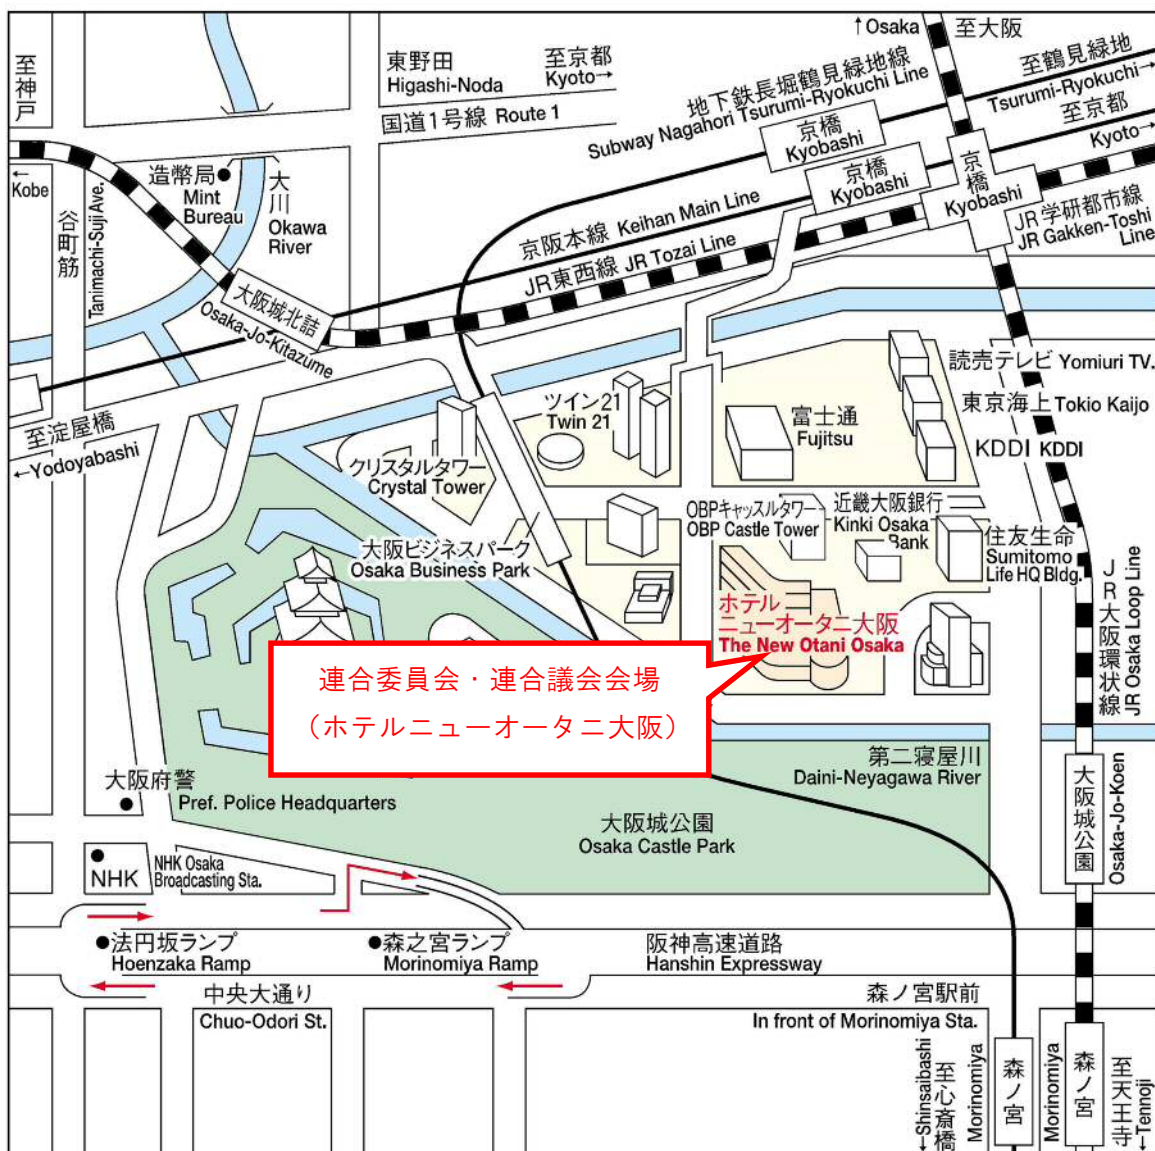 ↑Osaka
至大阪
至神戸
←
Kobe
東野田
Higashi-Noda
至京都
Kyoto→
国道1号線 Route 1
地下鉄長堀鶴見緑地線
Subway Nagahori Tsurumi-Ryokuchi Line
至鶴見緑地
Tsurumi-Ryokuchi→
至京都
Kyoto→
京橋
Kyobashi
京橋
Kyobashi
京橋
Kyobashi
造幣局
Mint
Bureau
大川
Okawa
River
谷町筋
Tanimachi-Suji Ave.
京阪本線 Keihan Main Line
JR東西線 JR Tozai Line
JR学研都市線
JR Gakken-Toshi
Line
大阪城北詰
Osaka-Jo-Kitazume
至淀屋橋
←Yodoyabashi
読売テレビ Yomiuri TV.
東京海上 Tokio Kaijo
KDDI KDDI
ツイン21
Twin 21
富士通
Fujitsu
クリスタルタワー
Crystal Tower
大阪ビジネスパーク
Osaka Business Park
OBPキャッスルタワー
OBP Castle Tower
近畿大阪銀行
Kinki Osaka
Bank
住友生命
Sumitomo
Life HQ Bldg.
JR大阪環状線
JR Osaka Loop Line
ホテル
ニューオータニ大阪
The New Otani Osaka
連合委員会・連合議会会場
（ホテルニューオータニ大阪）
第二寝屋川
Daini-Neyagawa River
大阪府警
Pref. Police Headquarters
大阪城公園
Osaka Castle Park
大阪城公園
Osaka-Jo-Koen
NHK
NHK Osaka
Broadcasting Sta.
法円坂ランプ
Hoenzaka Ramp
森之宮ランプ
Morinomiya Ramp
阪神高速道路
Hanshin Expressway
中央大通り
Chuo-Odori St.
森ノ宮駅前
In front of Morinomiya Sta.
←Shinsaibashi
至心斎橋
Morinomiya
森ノ宮
Morinomiya
森ノ宮
至天王寺
←Tennoji